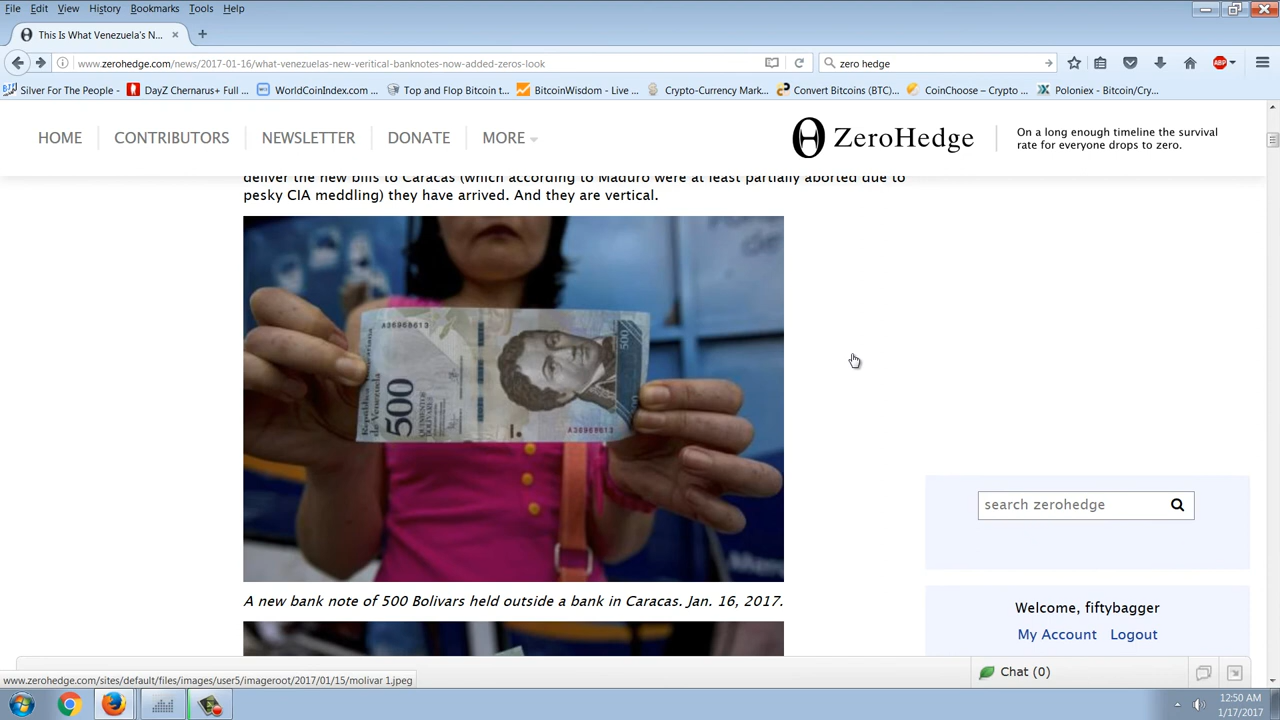 File Edit View History Bookmarks Tools Help
This Is What Venezuela's N...
www.zerohedge.com/news/2017-01-16/what-venezuelas-new-veritical-banknotes-now-added-zeros-look
zero hedge
Silver For The People - DayZ Chernarus+ Full ... WorldCoinIndex.com ... Top and Flop Bitcoin t... BitcoinWisdom - Live ... Crypto-Currency Mark... Convert Bitcoins (BTC)... CoinChoose – Crypto ... Poloniex - Bitcoin/Cry...
HOME CONTRIBUTORS NEWSLETTER DONATE MORE
ZeroHedge
On a long enough timeline the survival
rate for everyone drops to zero.
deliver the new bills to Caracas (which according to Maduro were at least partially aborted due to
pesky CIA meddling) they have arrived. And they are vertical.
A36968613
500
500
A36968613
A new bank note of 500 Bolivars held outside a bank in Caracas. Jan. 16, 2017.
search zerohedge
Welcome, fiftybagger
My Account Logout
Chat (0)
www.zerohedge.com/sites/default/files/images/user5/imageroot/2017/01/15/molivar 1.jpeg
12:50 AM
1/17/2017